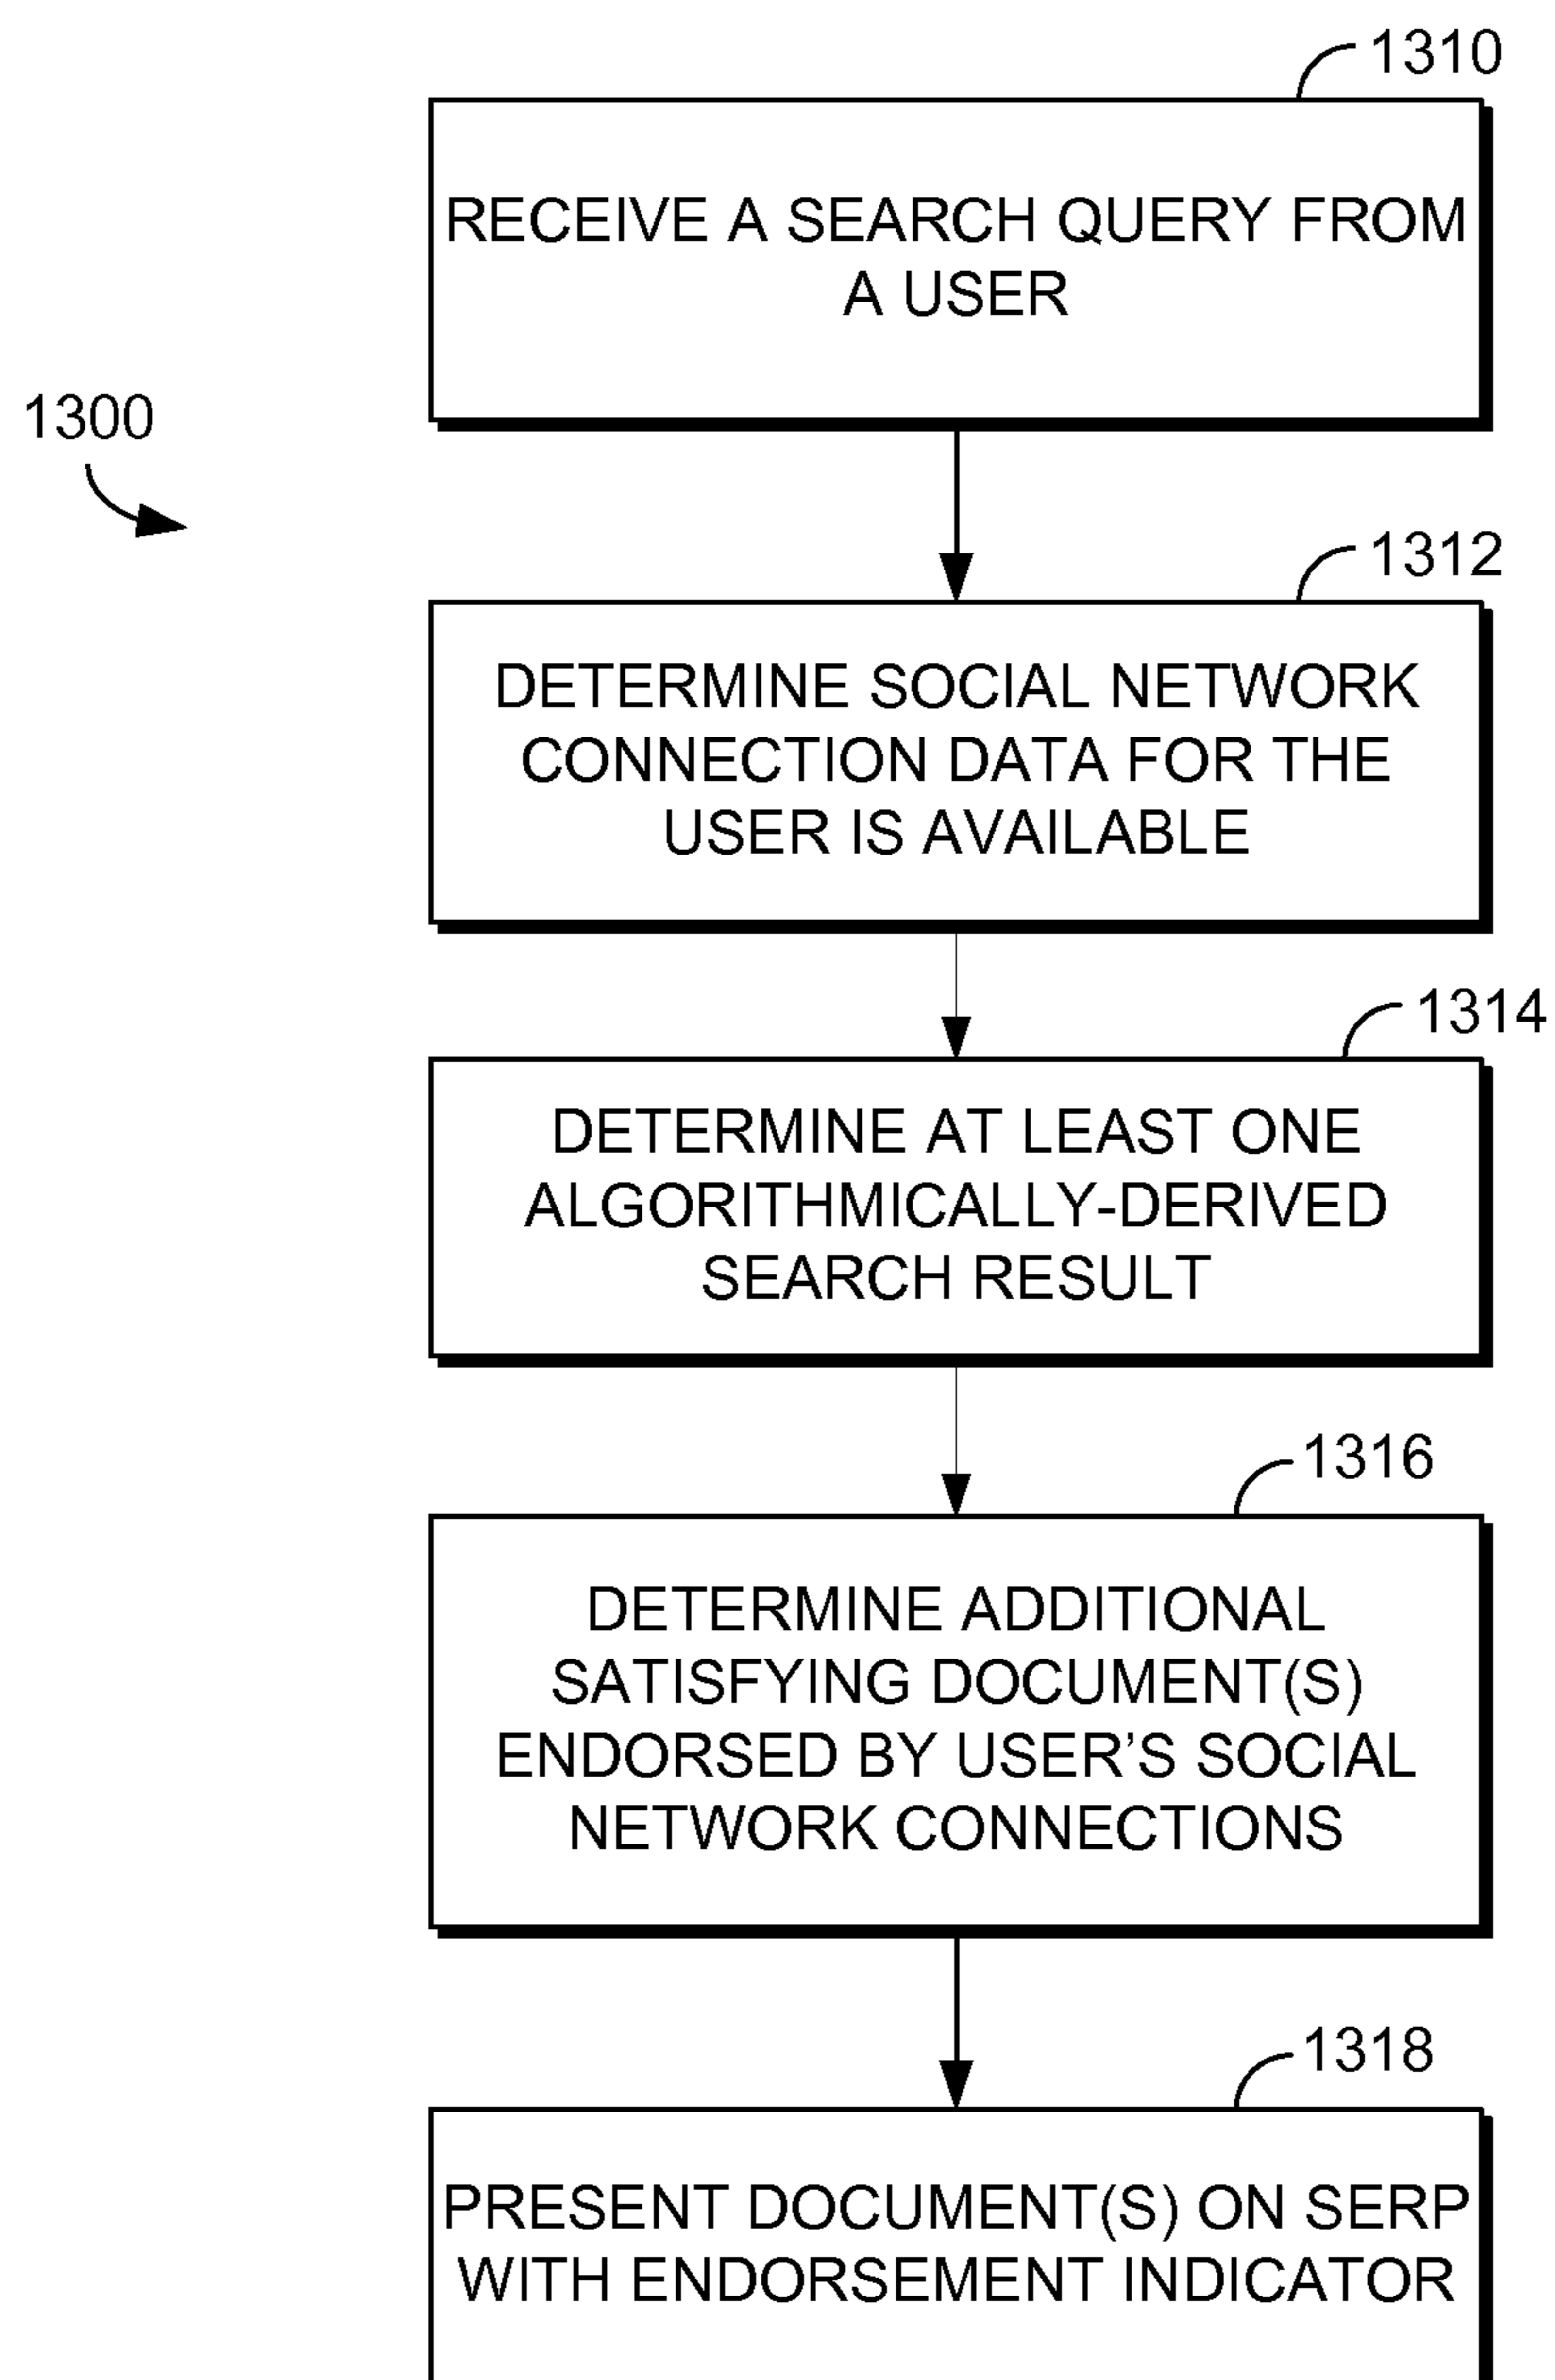 1310
RECEIVE A SEARCH QUERY FROM
A USER
1300
1312
DETERMINE SOCIAL NETWORK
CONNECTION DATA FOR THE
USER IS AVAILABLE
1314
DETERMINE AT LEAST ONE
ALGORITHMICALLY-DERIVED
SEARCH RESULT
1316
DETERMINE ADDITIONAL
SATISFYING DOCUMENT(S)
ENDORSED BY USER’S SOCIAL
NETWORK CONNECTIONS
1318
PRESENT DOCUMENT(S) ON SERP
WITH ENDORSEMENT INDICATOR